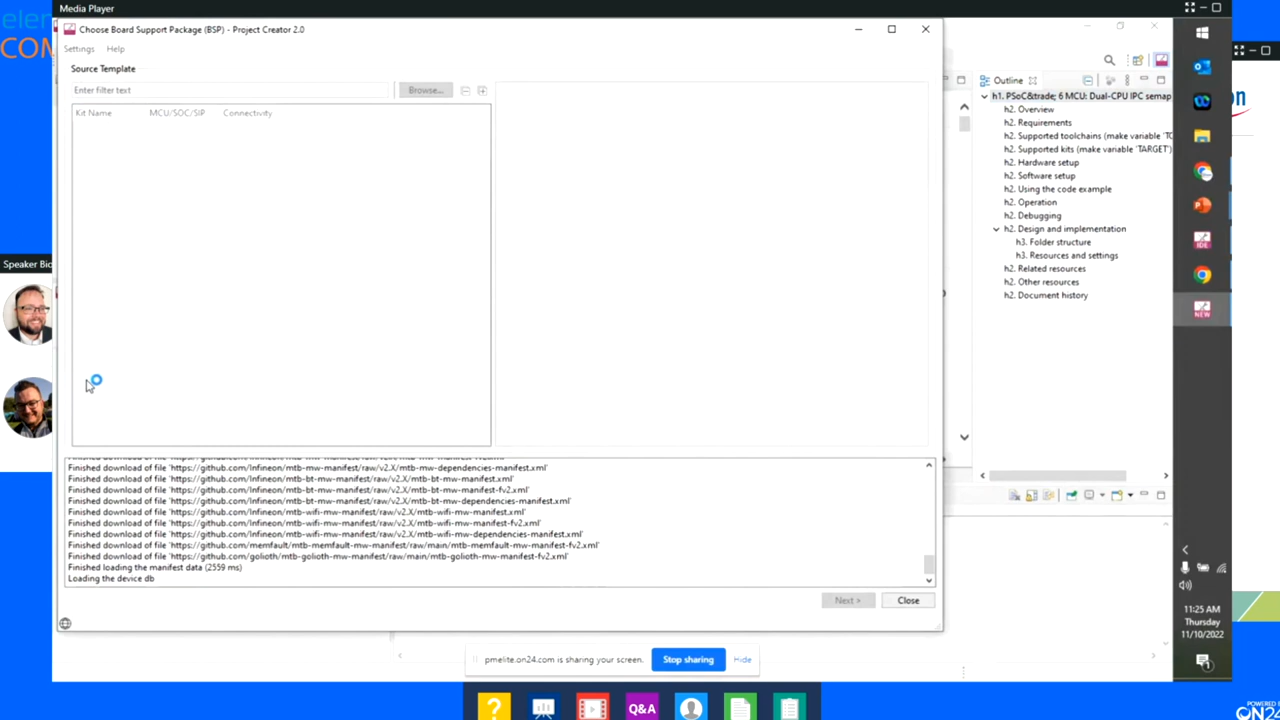 Media Player
elem
COM
Choose Board Support Package (BSP) - Project Creator 2.0
Settings Help
Source Template
Enter filter text
Browse...
Kit Name MCU/SOC/SIP Connectivity
Finished download of file 'https://github.com/Infineon/mtb-mw-manifest/raw/v2.X/mtb-mw-dependencies-manifest.xml'
Finished download of file 'https://github.com/Infineon/mtb-bt-mw-manifest/raw/v2.X/mtb-bt-mw-manifest.xml'
Finished download of file 'https://github.com/Infineon/mtb-bt-mw-manifest/raw/v2.X/mtb-bt-mw-manifest-fv2.xml'
Finished download of file 'https://github.com/Infineon/mtb-bt-mw-manifest/raw/v2.X/mtb-bt-mw-dependencies-manifest.xml'
Finished download of file 'https://github.com/Infineon/mtb-wifi-mw-manifest/raw/v2.X/mtb-wifi-mw-manifest.xml'
Finished download of file 'https://github.com/Infineon/mtb-wifi-mw-manifest/raw/v2.X/mtb-wifi-mw-manifest-fv2.xml'
Finished download of file 'https://github.com/Infineon/mtb-wifi-mw-manifest/raw/v2.X/mtb-wifi-mw-dependencies-manifest.xml'
Finished download of file 'https://github.com/memfault/mtb-memfault-mw-manifest/raw/main/mtb-memfault-mw-manifest-fv2.xml'
Finished download of file 'https://github.com/golioth/mtb-golioth-mw-manifest/raw/main/mtb-golioth-mw-manifest-fv2.xml'
Finished loading the manifest data (2559 ms)
Loading the device db
Next >
Close
Speaker Bio
Outline
h1. PSoC&trade; 6 MCU: Dual-CPU IPC semap
h2. Overview
h2. Requirements
h2. Supported toolchains (make variable 'TC
h2. Supported kits (make variable 'TARGET')
h2. Hardware setup
h2. Software setup
h2. Using the code example
h2. Operation
h2. Debugging
h2. Design and implementation
h3. Folder structure
h3. Resources and settings
h2. Related resources
h2. Other resources
h2. Document history
on
IDE
NEW
11:25 AM
Thursday
11/10/2022
1
pmelite.on24.com is sharing your screen.
Stop sharing
Hide
?
Q&A
POWERED
ON24